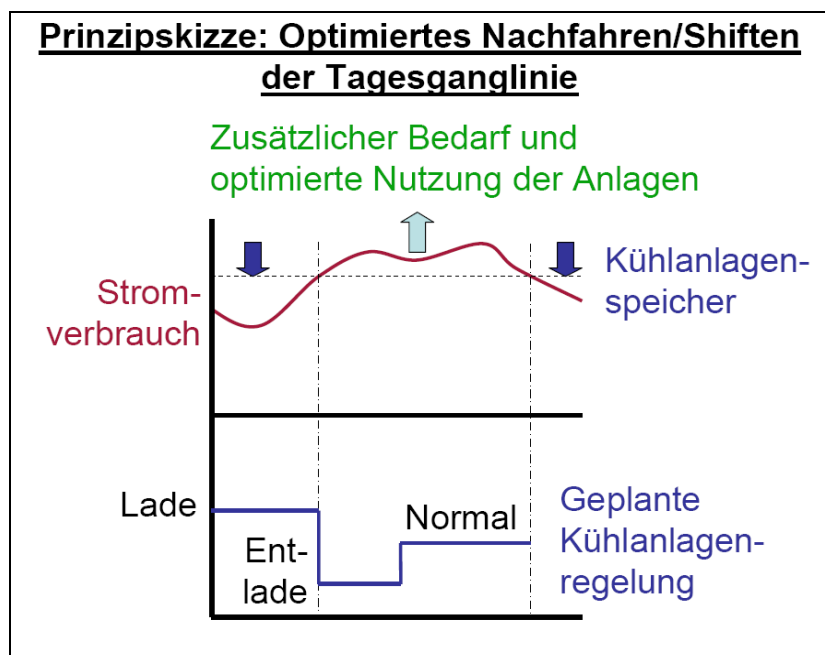 Prinzipskizze: Optimiertes Nachfahren/Shiften
der Tagesganglinie
Zusätzlicher Bedarf und
optimierte Nutzung der Anlagen
Strom-
verbrauch
Kühlanlagen-
speicher
Lade
Ent-
lade
Normal
Geplante
Kühlanlagen-
regelung